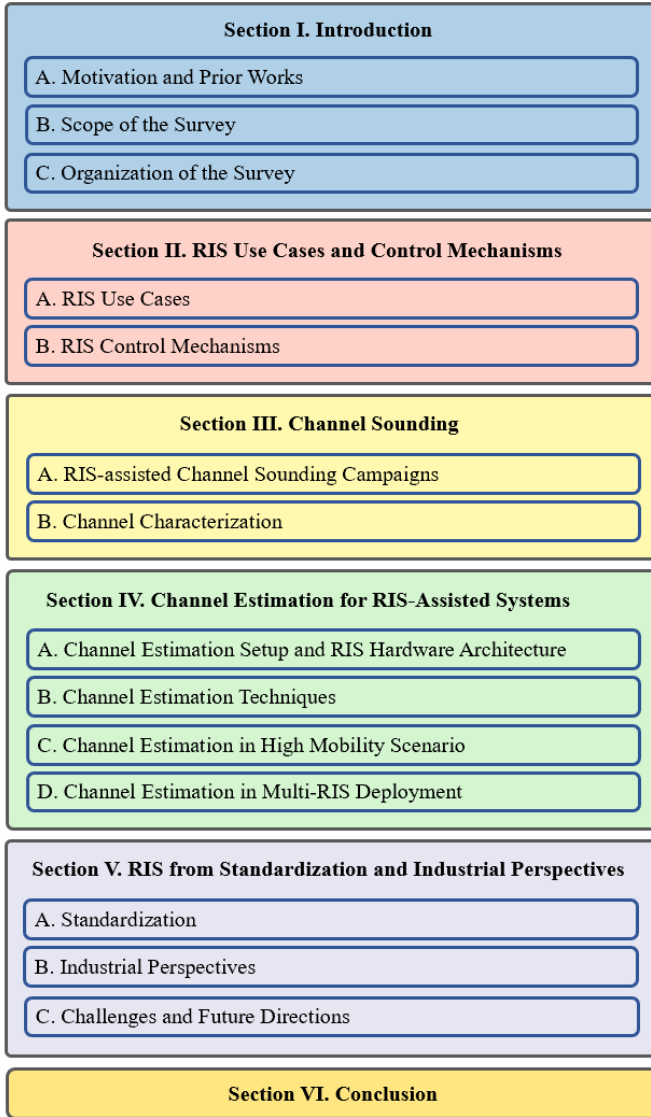 Section I. Introduction
A. Motivation and Prior Works
B. Scope of the Survey
C. Organization of the Survey
Section II. RIS Use Cases and Control Mechanisms
A. RIS Use Cases
B. RIS Control Mechanisms
Section III. Channel Sounding
A. RIS-assisted Channel Sounding Campaigns
B. Channel Characterization
Section IV. Channel Estimation for RIS-Assisted Systems
A. Channel Estimation Setup and RIS Hardware Architecture
B. Channel Estimation Techniques
C. Channel Estimation in High Mobility Scenario
D. Channel Estimation in Multi-RIS Deployment
Section V. RIS from Standardization and Industrial Perspectives
A. Standardization
B. Industrial Perspectives
C. Challenges and Future Directions
Section VI. Conclusion